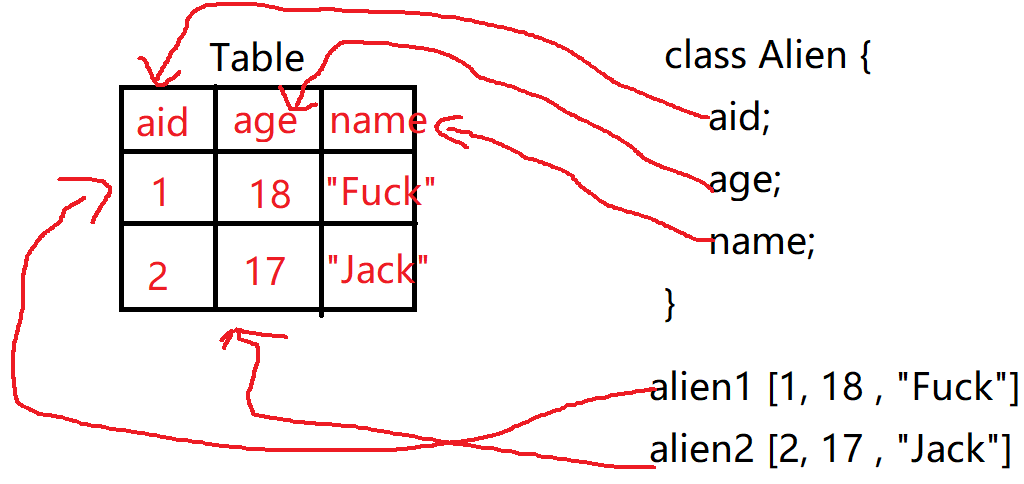 Table
aid age name
1 18 "Fuck"
2 17 "Jack"
class Alien {
aid;
age;
name;
}
alien1 [1, 18 , "Fuck"]
alien2 [2, 17 , "Jack"]